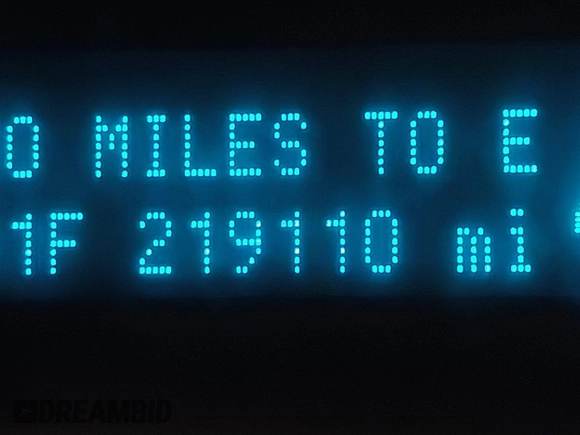 0 MILES TO E
1F 219110 mi
DREAMBID